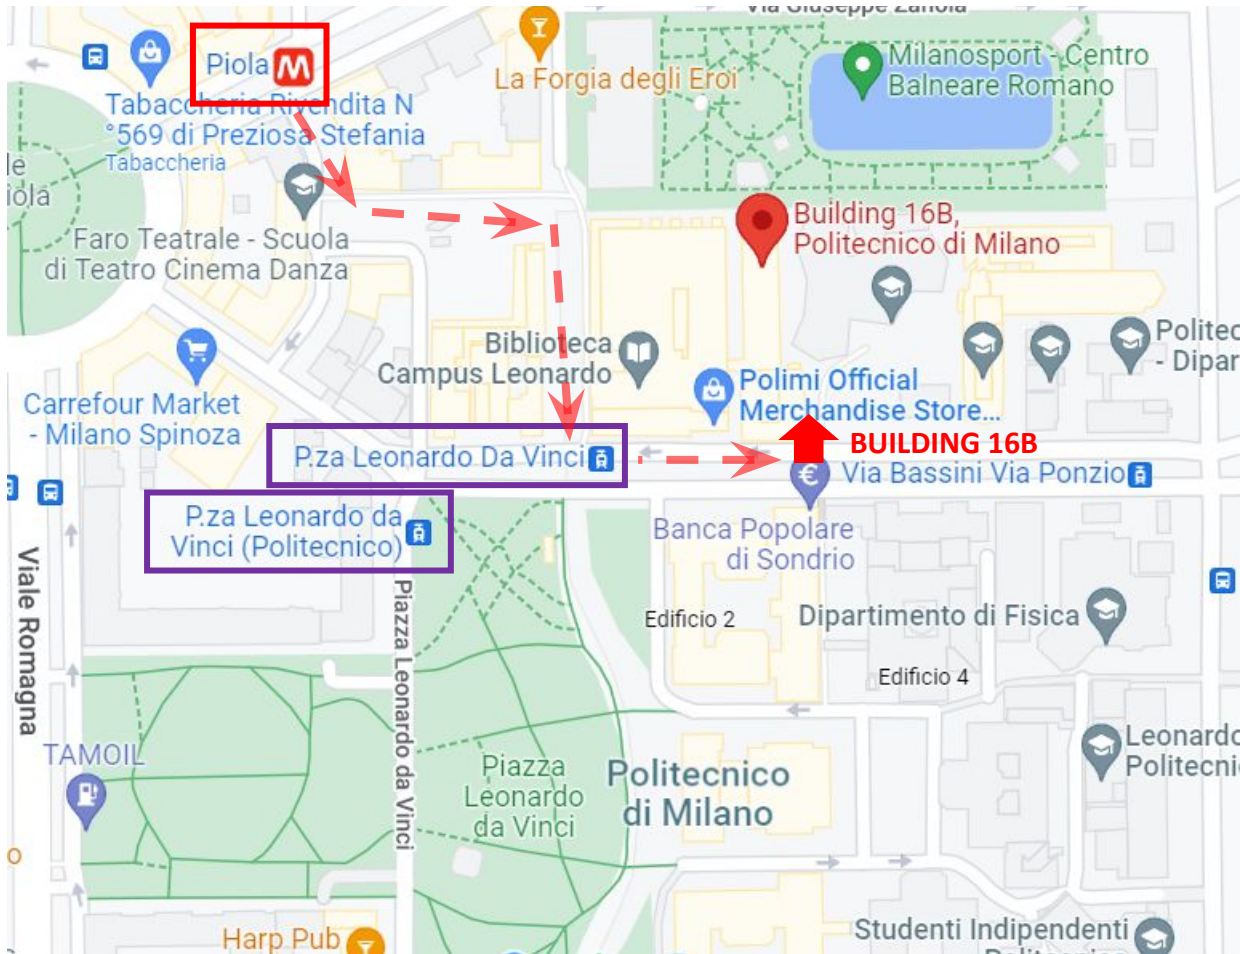 Via Giuseppe Zanoia
Piola
M
La Forgia degli Eroi
Milanosport - Centro
Balneare Romano
Tabaccheria Rivendita N
°569 di Preziosa Stefania
Tabaccheria
Building 16B,
Politecnico di Milano
Faro Teatrale - Scuola
di Teatro Cinema Danza
Biblioteca
Campus Leonardo
Politec
- Dipar
Polimi Official
Merchandise Store...
Carrefour Market
- Milano Spinoza
BUILDING 16B
P.za Leonardo Da Vinci
Via Bassini Via Ponzio
P.za Leonardo da
Vinci (Politecnico)
Banca Popolare
di Sondrio
Viale Romagna
Piazza Leonardo da Vinci
Edificio 2
Dipartimento di Fisica
Edificio 4
TAMOIL
Piazza
Leonardo
da Vinci
Politecnico
di Milano
Leonardo
Politecni
Harp Pub
Studenti Indipendenti